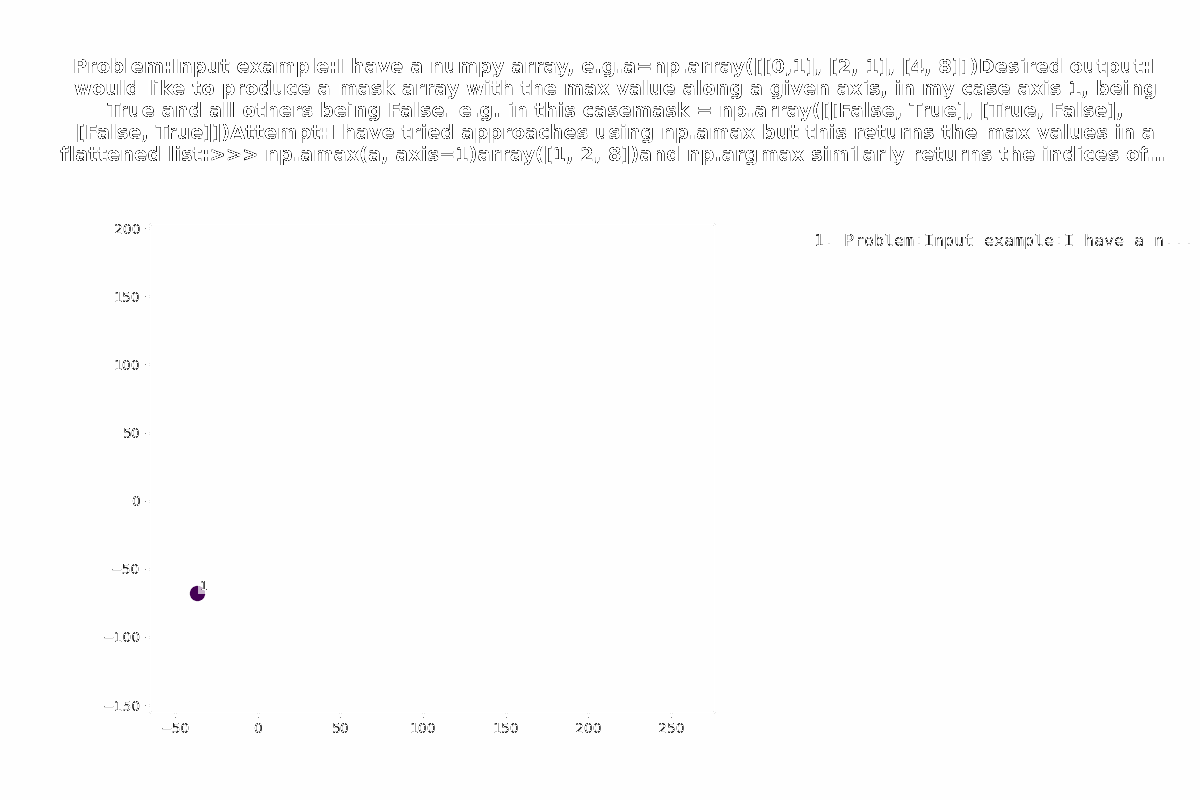 Problem:Input example:I have a numpy array, e.g.a=np.array([[0,1], [2, 1], [4, 8]])Desired output:I
would like to produce a mask array with the max value along a given axis, in my case axis 1, being
True and all others being False. e.g. in this casemask = np.array([[False, True], [True, False],
[False, True]])Attempt:I have tried approaches using np.amax but this returns the max values in a
flattened list:>>> np.amax(a, axis=1)array([1, 2, 8])and np.argmax similarly returns the indices of...
200
1. Problem:Input example:I have a n...
150
100
50
0
−50
1
−100
−150
−50 0 50 100 150 200 250